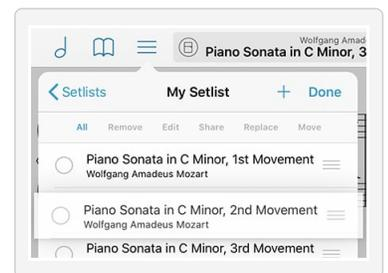 Wolfgang Amad
Piano Sonata in C Minor, 3
Setlists My Setlist + Done
All Remove Edit Share Replace Move
Piano Sonata in C Minor, 1st Movement
Wolfgang Amadeus Mozart
Piano Sonata in C Minor, 2nd Movement
Wolfgang Amadeus Mozart
Piano Sonata in C Minor, 3rd Movement